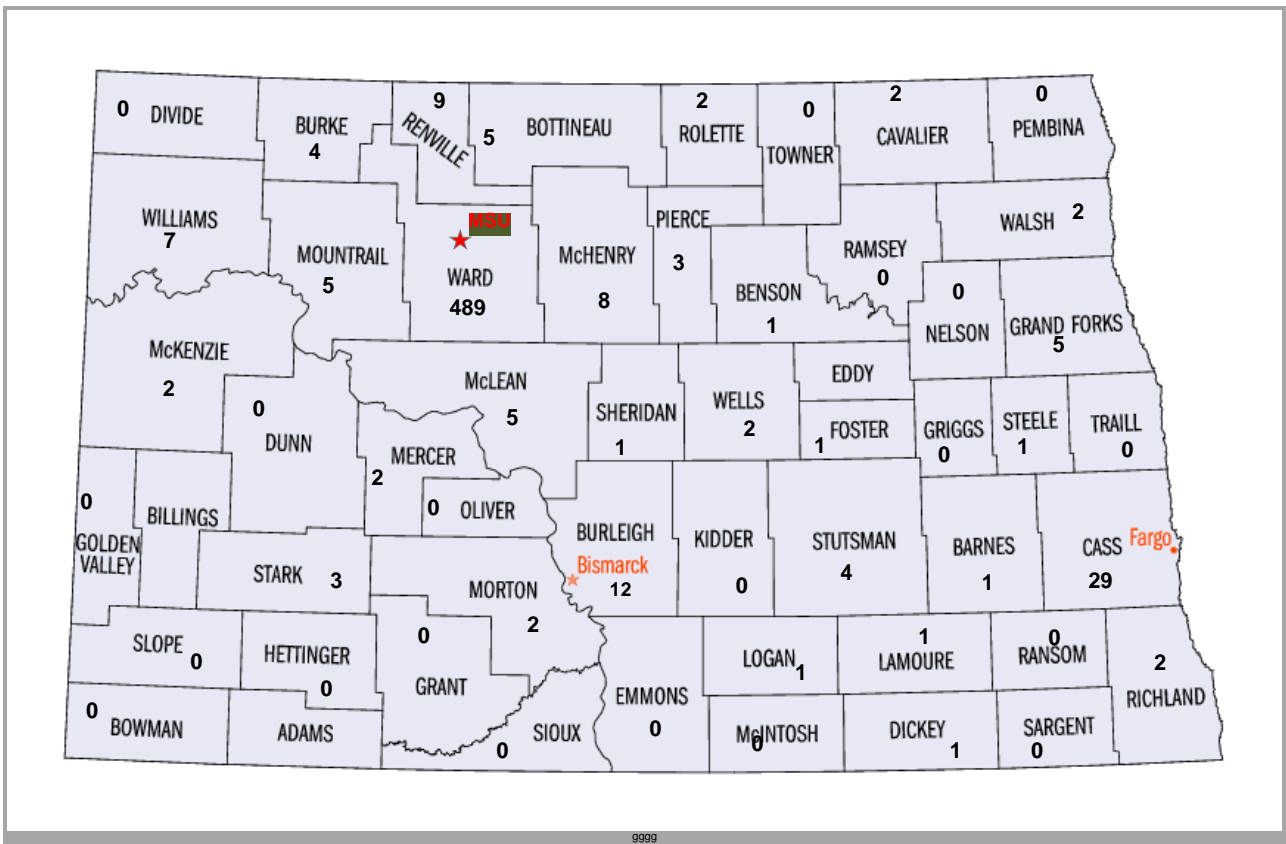 0 DIVIDE
BURKE
4
9
RENVILLE
5
BOTTINEAU
2
ROLETTE
0
TOWNER
2
CAVALIER
0
PEMBINA
WILLIAMS
7
MOUNTRAIL
5
MSU
WARD
489
McHENRY
8
PIERCE
3
BENSON
1
RAMSEY
0
WALSH 2
0
NELSON
GRAND FORKS
5
McKENZIE
2
0
DUNN
McLEAN
5
SHERIDAN
1
WELLS
2
EDDY
FOSTER
1
GRIGGS
0
STEELE
1
TRAILL
0
MERCER
2
0 OLIVER
0
GOLDEN
VALLEY
BILLINGS
STARK 3
MORTON
2
BURLEIGH
Bismarck
12
KIDDER
0
STUTSMAN
4
BARNES
1
CASS
Fargo
29
SLOPE
0
HETTINGER
0
0
GRANT
EMMONS
0
LOGAN
1
1
LAMOURE
0
RANSOM
2
RICHLAND
0
BOWMAN
ADAMS
SIOUX
0
McINTOSH
0
DICKEY
1
SARGENT
0
gggg